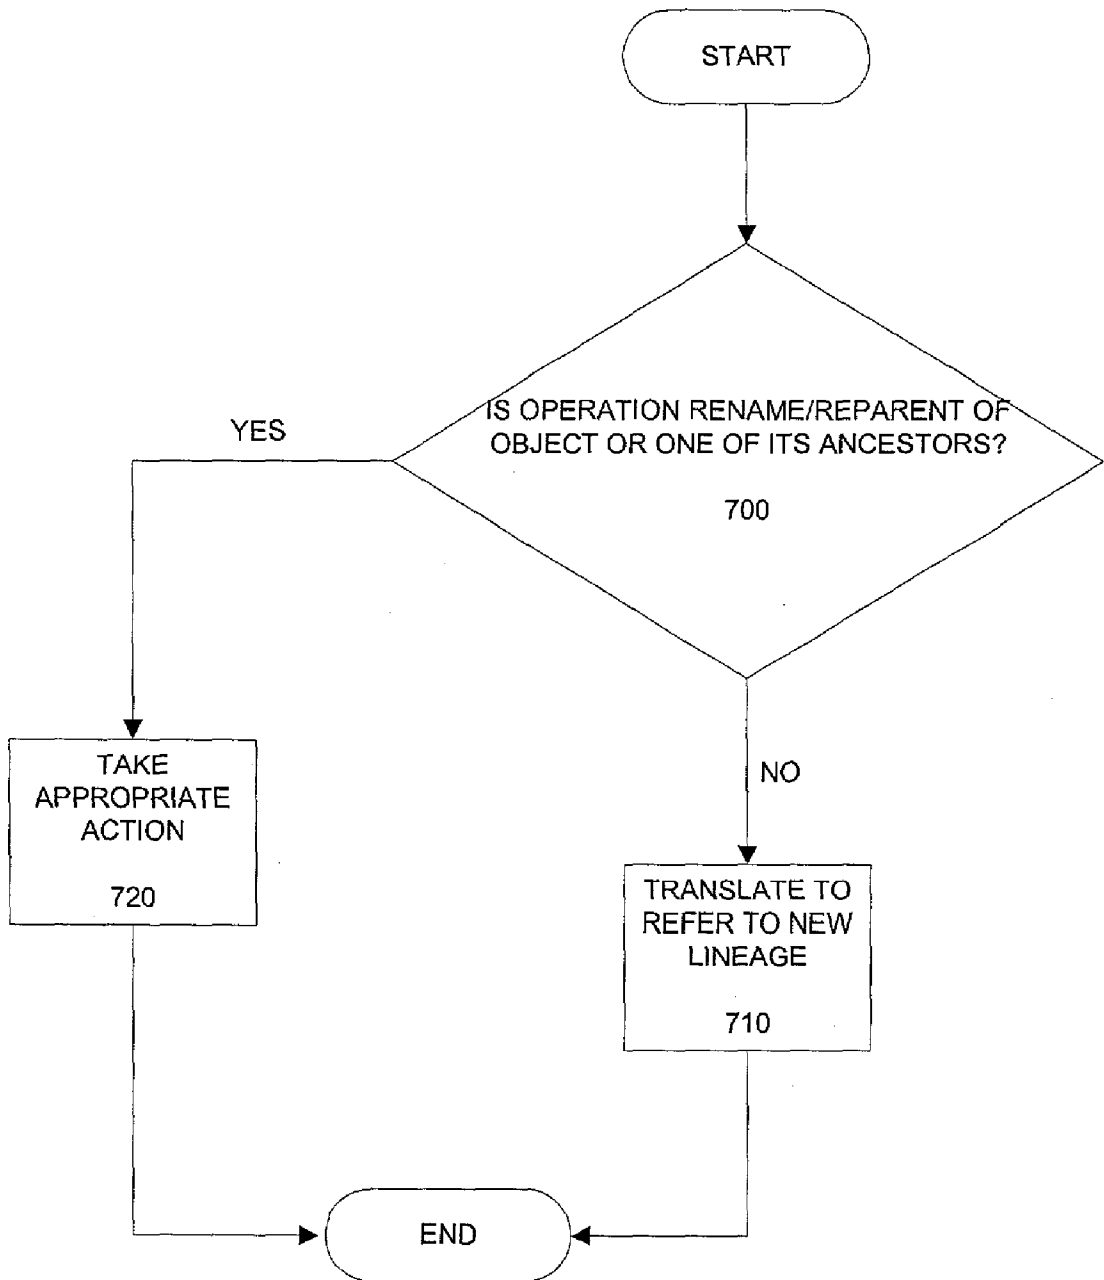 START
IS OPERATION RENAME/REPARENT OF
OBJECT OR ONE OF ITS ANCESTORS?
700
YES
NO
TAKE
APPROPRIATE
ACTION
720
TRANSLATE TO
REFER TO NEW
LINEAGE
710
END